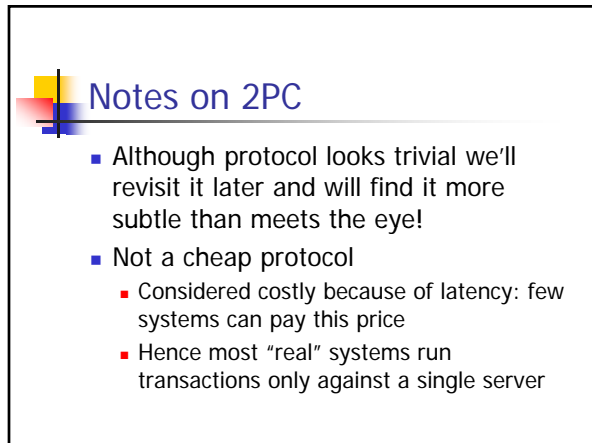 Notes on 2PC
Although protocol looks trivial we'll
revisit it later and will find it more
subtle than meets the eye!
Not a cheap protocol
Considered costly because of latency: few
systems can pay this price
Hence most “real” systems run
transactions only against a single server